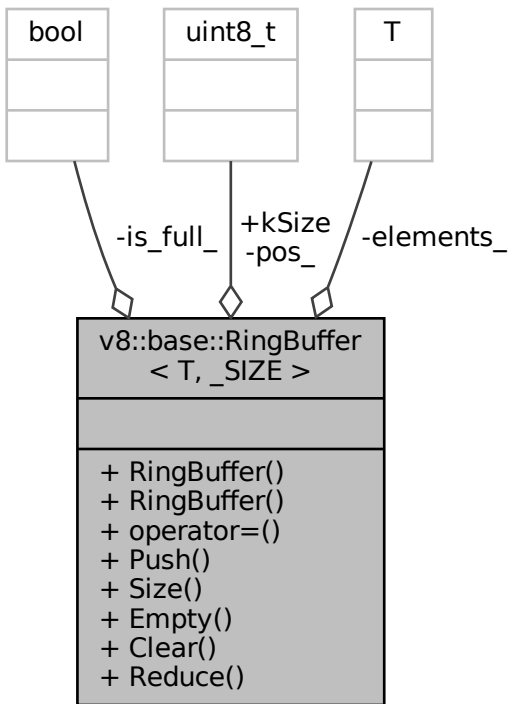 bool
uint8_t
T
-is_full_
+kSize
-pos_
-elements_
v8::base::RingBuffer
< T, _SIZE >
+ RingBuffer()
+ RingBuffer()
+ operator=()
+ Push()
+ Size()
+ Empty()
+ Clear()
+ Reduce()